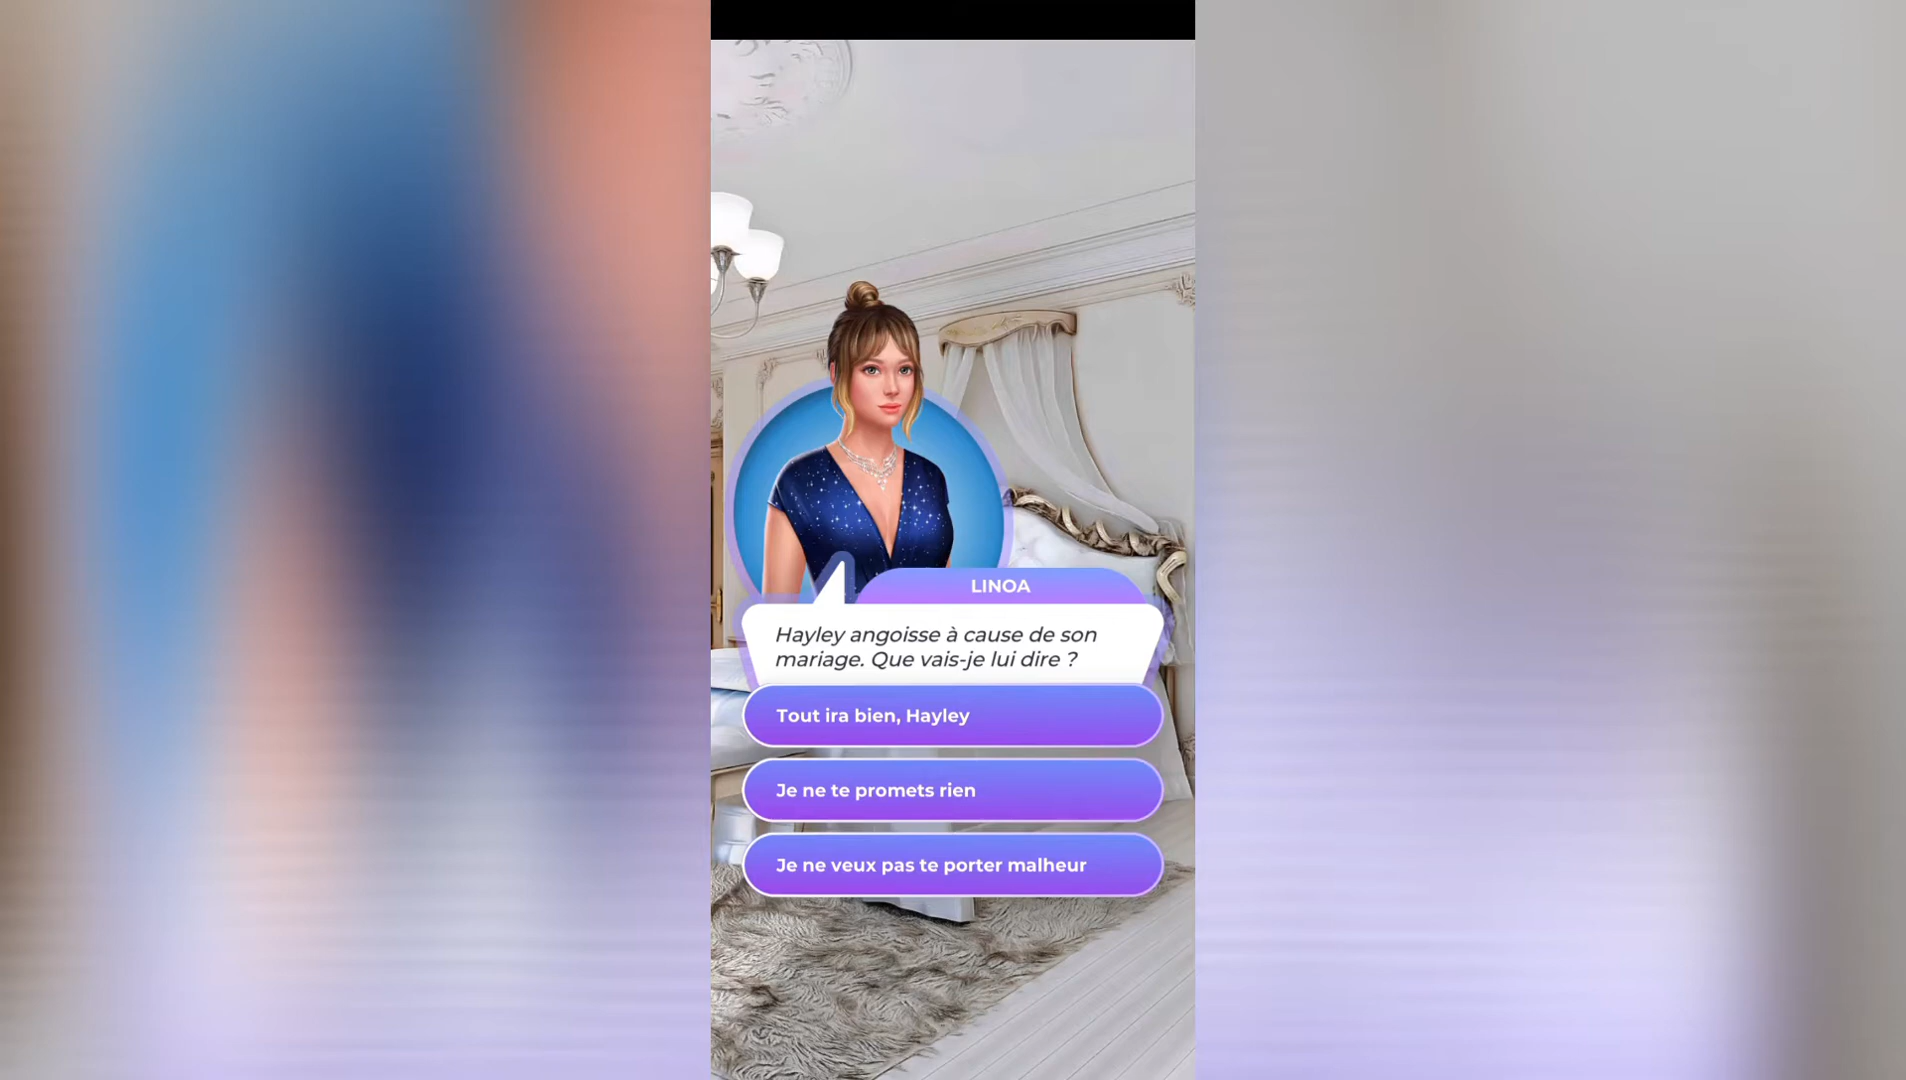 LINOA
Hayley angoisse à cause de son
mariage. Que vais-je lui dire ?
Tout ira bien, Hayley
Je ne te promets rien
Je ne veux pas te porter malheur